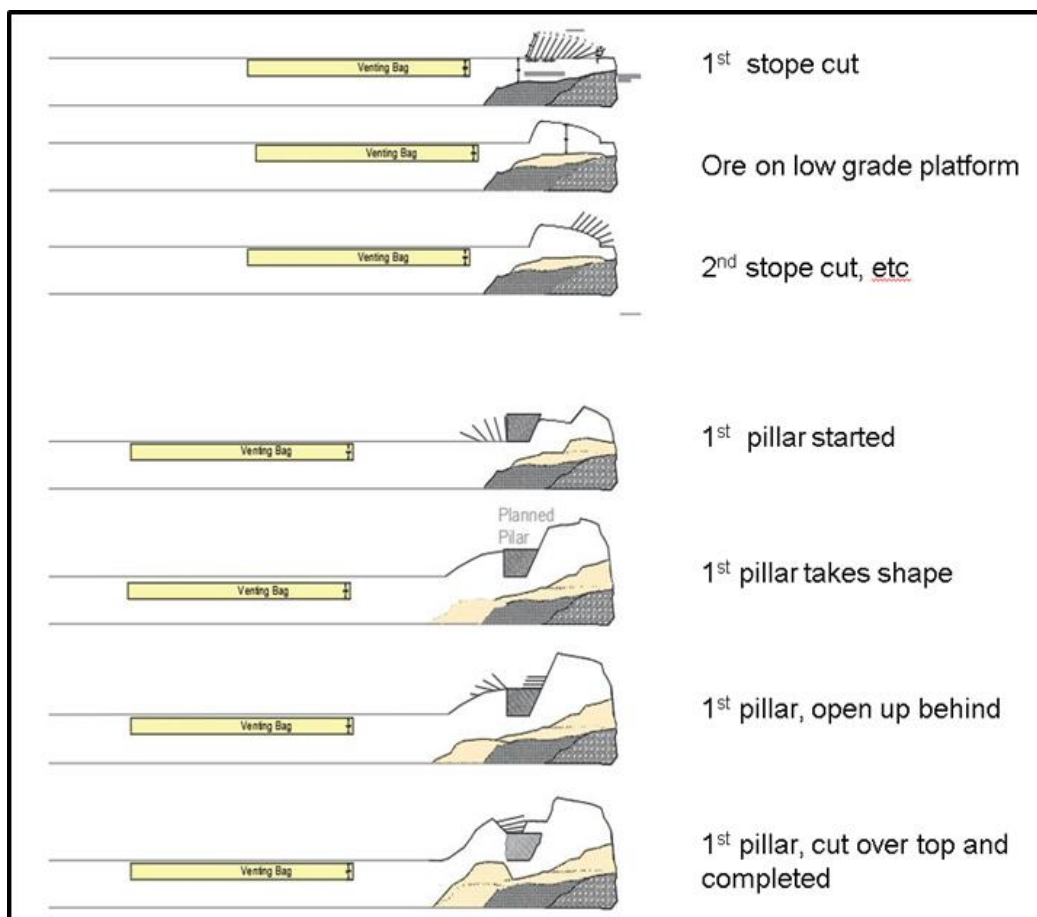 Venting Bag
1st stope cut
Venting Bag
Ore on low grade platform
Venting Bag
2nd stope cut, etc
Venting Bag
1st pillar started
Planned
Pilar
Venting Bag
1st pillar takes shape
Venting Bag
1st pillar, open up behind
Venting Bag
1st pillar, cut over top and
completed